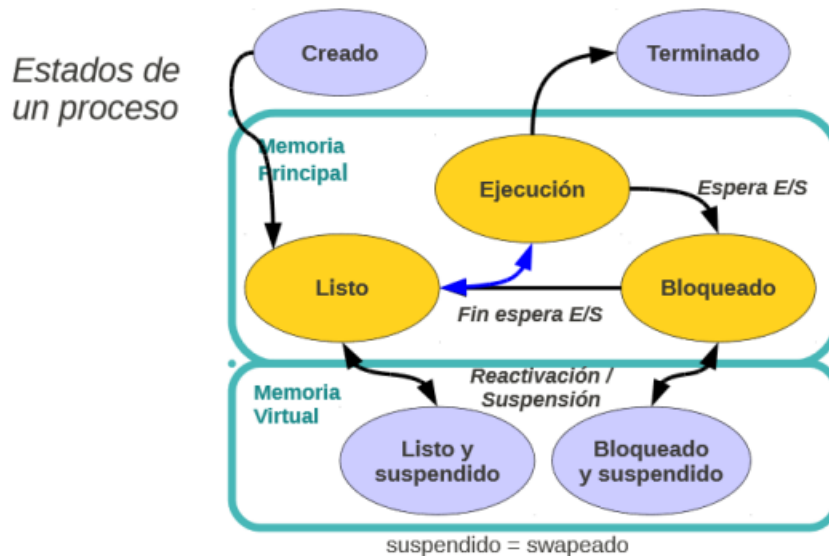 Estados de
un proceso
Creado
Terminado
Memoria
Principal
Ejecución
Espera E/S
Listo
Bloqueado
Fin espera E/S
Reactivación /
Suspensión
Memoria
Virtual
Listo y
suspendido
Bloqueado
y suspendido
suspendido = swapeado